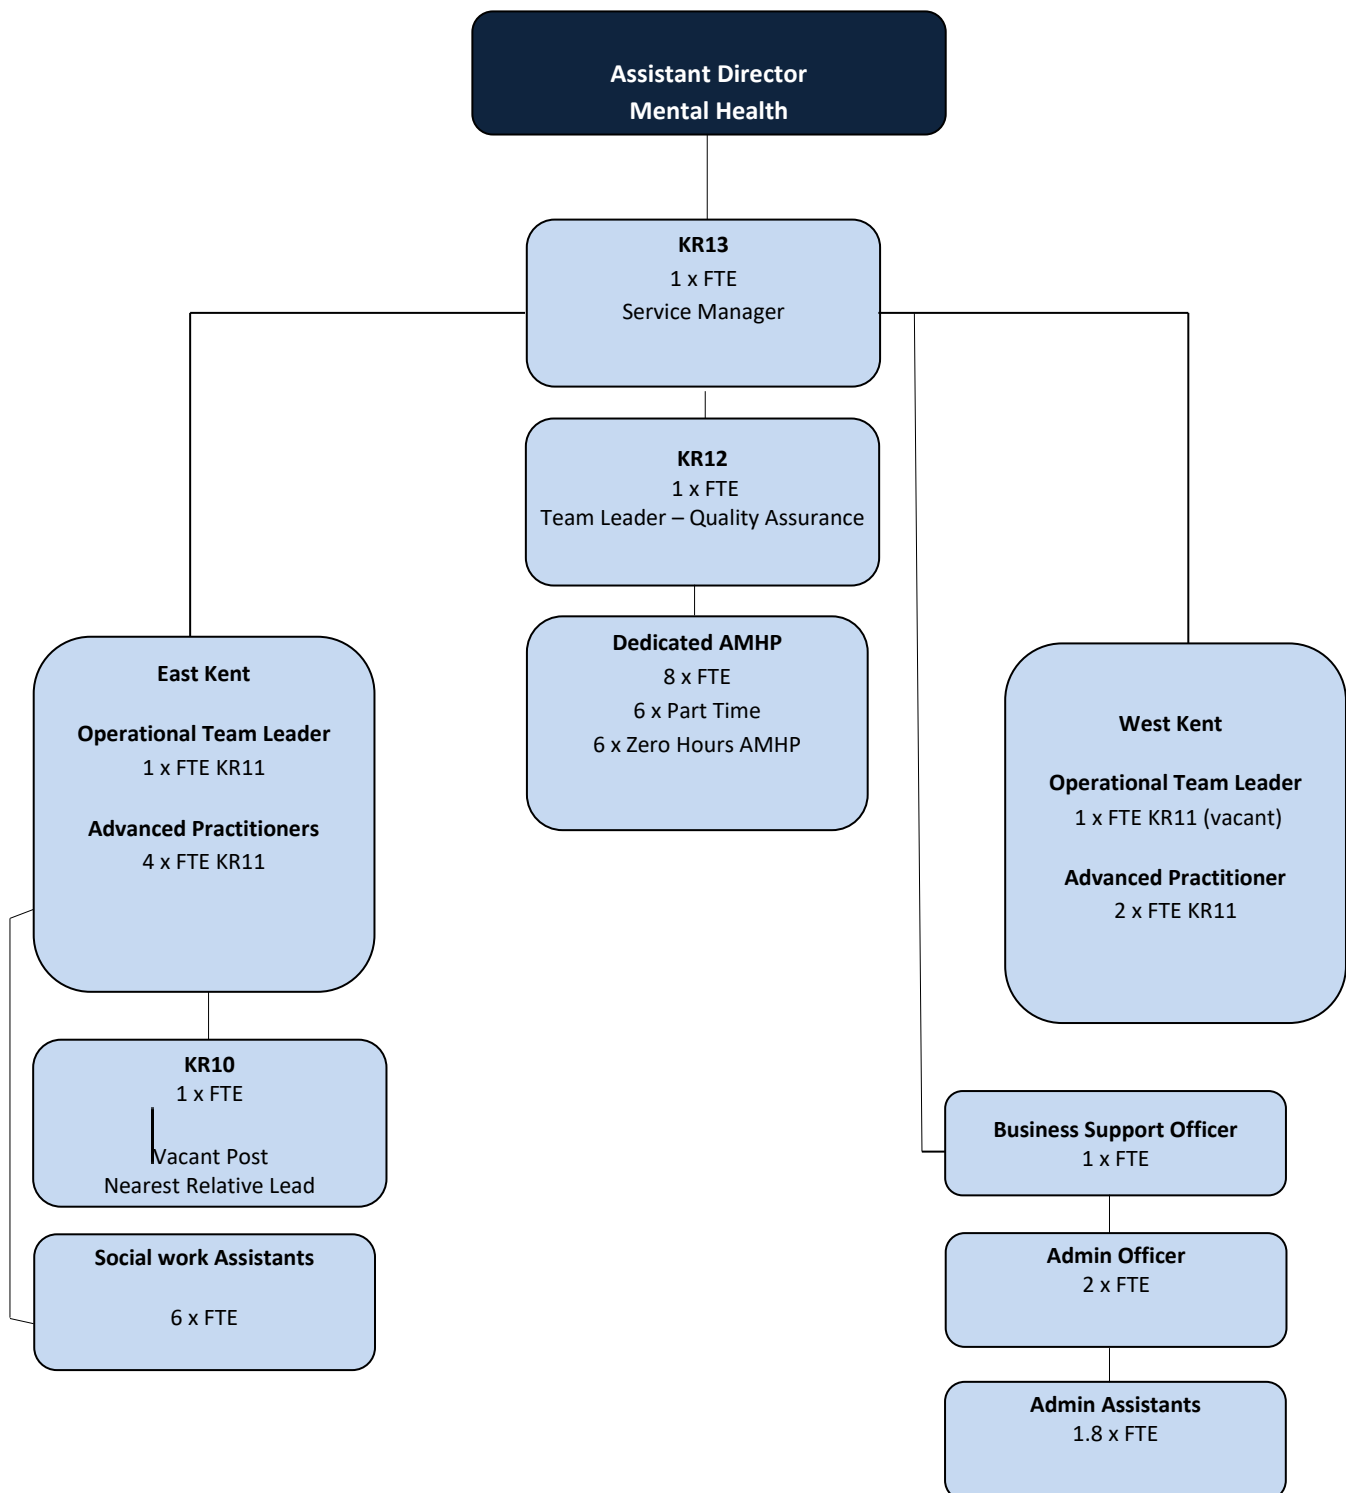 Assistant Director
Mental Health
KR13
1 x FTE
Service Manager
KR12
1 x FTE
Team Leader – Quality Assurance
Dedicated AMHP
8 x FTE
6 x Part Time
6 x Zero Hours AMHP
East Kent
Operational Team Leader
1 x FTE KR11
Advanced Practitioners
4 x FTE KR11
West Kent
Operational Team Leader
1 x FTE KR11 (vacant)
Advanced Practitioner
2 x FTE KR11
KR10
1 x FTE
Vacant Post
Nearest Relative Lead
Social work Assistants
6 x FTE
Business Support Officer
1 x FTE
Admin Officer
2 x FTE
Admin Assistants
1.8 x FTE